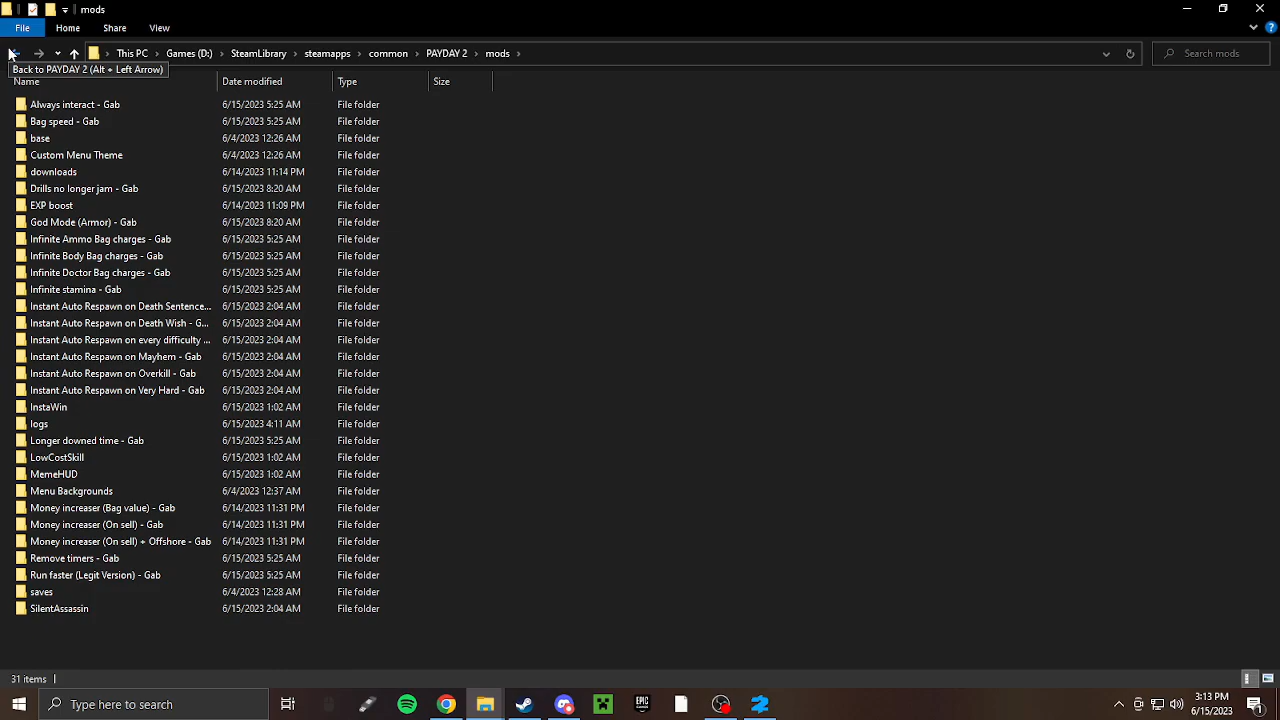 mods
File Home Share View
This PC Games (D:) SteamLibrary steamapps common PAYDAY 2 mods Search mods
Back to PAYDAY 2 (Alt + Left Arrow)
Name Date modified Type Size
Always interact - Gab 6/15/2023 5:25 AM File folder
Bag speed - Gab 6/15/2023 5:25 AM File folder
base 6/4/2023 12:26 AM File folder
Custom Menu Theme 6/4/2023 12:26 AM File folder
downloads 6/14/2023 11:14 PM File folder
Drills no longer jam - Gab 6/15/2023 8:20 AM File folder
EXP boost 6/14/2023 11:09 PM File folder
God Mode (Armor) - Gab 6/15/2023 8:20 AM File folder
Infinite Ammo Bag charges - Gab 6/15/2023 5:25 AM File folder
Infinite Body Bag charges - Gab 6/15/2023 5:25 AM File folder
Infinite Doctor Bag charges - Gab 6/15/2023 5:25 AM File folder
Infinite stamina - Gab 6/15/2023 5:25 AM File folder
Instant Auto Respawn on Death Sentence... 6/15/2023 2:04 AM File folder
Instant Auto Respawn on Death Wish - G... 6/15/2023 2:04 AM File folder
Instant Auto Respawn on every difficulty ... 6/15/2023 2:04 AM File folder
Instant Auto Respawn on Mayhem - Gab 6/15/2023 2:04 AM File folder
Instant Auto Respawn on Overkill - Gab 6/15/2023 2:04 AM File folder
Instant Auto Respawn on Very Hard - Gab 6/15/2023 2:04 AM File folder
InstaWin 6/15/2023 1:02 AM File folder
logs 6/15/2023 4:11 AM File folder
Longer downed time - Gab 6/15/2023 5:25 AM File folder
LowCostSkill 6/15/2023 1:02 AM File folder
MemeHUD 6/15/2023 1:02 AM File folder
Menu Backgrounds 6/4/2023 12:37 AM File folder
Money increaser (Bag value) - Gab 6/14/2023 11:31 PM File folder
Money increaser (On sell) - Gab 6/14/2023 11:31 PM File folder
Money increaser (On sell) + Offshore - Gab 6/14/2023 11:31 PM File folder
Remove timers - Gab 6/15/2023 5:25 AM File folder
Run faster (Legit Version) - Gab 6/15/2023 5:25 AM File folder
saves 6/4/2023 12:28 AM File folder
SilentAssassin 6/15/2023 2:04 AM File folder
31 items
Type here to search
EPIC GAMES
3:13 PM
6/15/2023
1